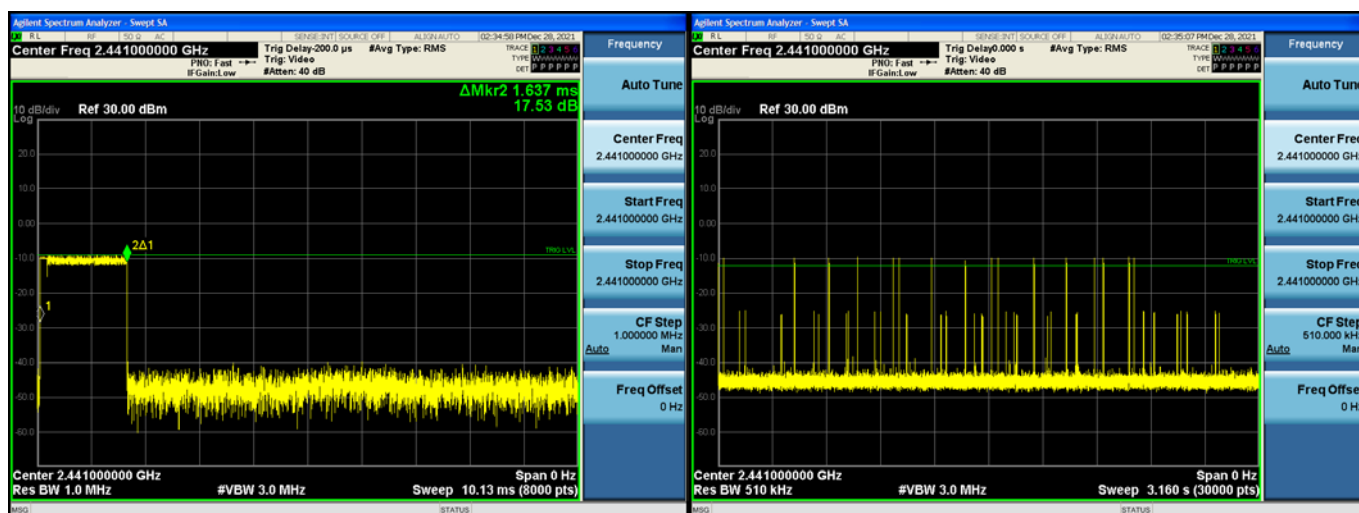 Agilent Spectrum Analyzer - Swept SA
RL RF 50 Ω AC SENSE:INT SOURCE OFF ALIGN AUTO 02:34:58 PM Dec 28, 2021
Center Freq 2.441000000 GHz
PNO: Fast
IFGain:Low
Trig Delay-200.0 µs
Trig: Video
#Atten: 40 dB
#Avg Type: RMS
TRACE 1 2 3 4 5 6
TYPE W
DET P P P P P P
ΔMkr2 1.637 ms
17.53 dB
10 dB/div
Log
Ref 30.00 dBm
20.0
10.0
0.00
-10.0
-20.0
-30.0
-40.0
-50.0
-60.0
2Δ1
1
TRIG LVL
Center 2.441000000 GHz
Span 0 Hz
Res BW 1.0 MHz
#VBW 3.0 MHz
Sweep 10.13 ms (8000 pts)
MSG
STATUS
Frequency
Auto Tune
Center Freq
2.441000000 GHz
Start Freq
2.441000000 GHz
Stop Freq
2.441000000 GHz
CF Step
1.000000 MHz
Auto Man
Freq Offset
0 Hz
Agilent Spectrum Analyzer - Swept SA
RL RF 50 Ω AC SENSE:INT SOURCE OFF ALIGN AUTO 02:35:07 PM Dec 28, 2021
Center Freq 2.441000000 GHz
PNO: Fast
IFGain:Low
Trig Delay0.000 s
Trig: Video
#Atten: 40 dB
#Avg Type: RMS
TRACE 1 2 3 4 5 6
TYPE W
DET P P P P P P
10 dB/div
Log
Ref 30.00 dBm
20.0
10.0
0.00
-10.0
-20.0
-30.0
-40.0
-50.0
-60.0
TRIG LVL
Center 2.441000000 GHz
Span 0 Hz
Res BW 510 kHz
#VBW 3.0 MHz
Sweep 3.160 s (30000 pts)
MSG
STATUS
Frequency
Auto Tune
Center Freq
2.441000000 GHz
Start Freq
2.441000000 GHz
Stop Freq
2.441000000 GHz
CF Step
510.000 kHz
Auto Man
Freq Offset
0 Hz